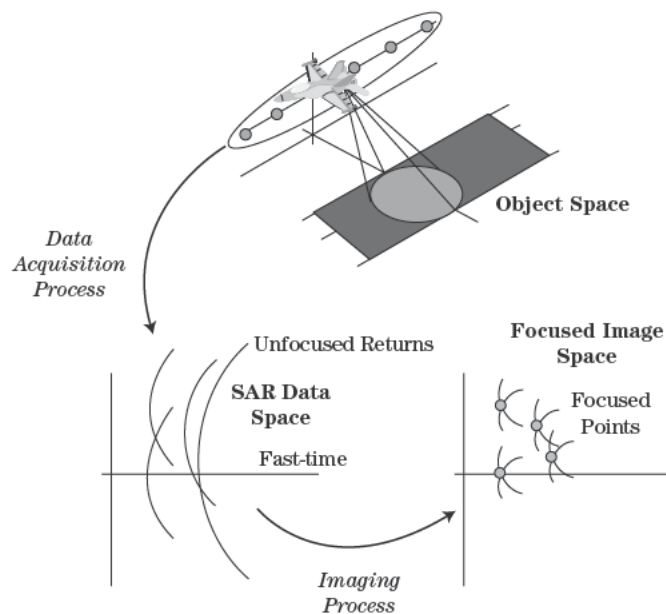 Object Space
Data
Acquisition
Process
Unfocused Returns
SAR Data
Space
Fast-time
Focused Image
Space
Focused
Points
Imaging
Process